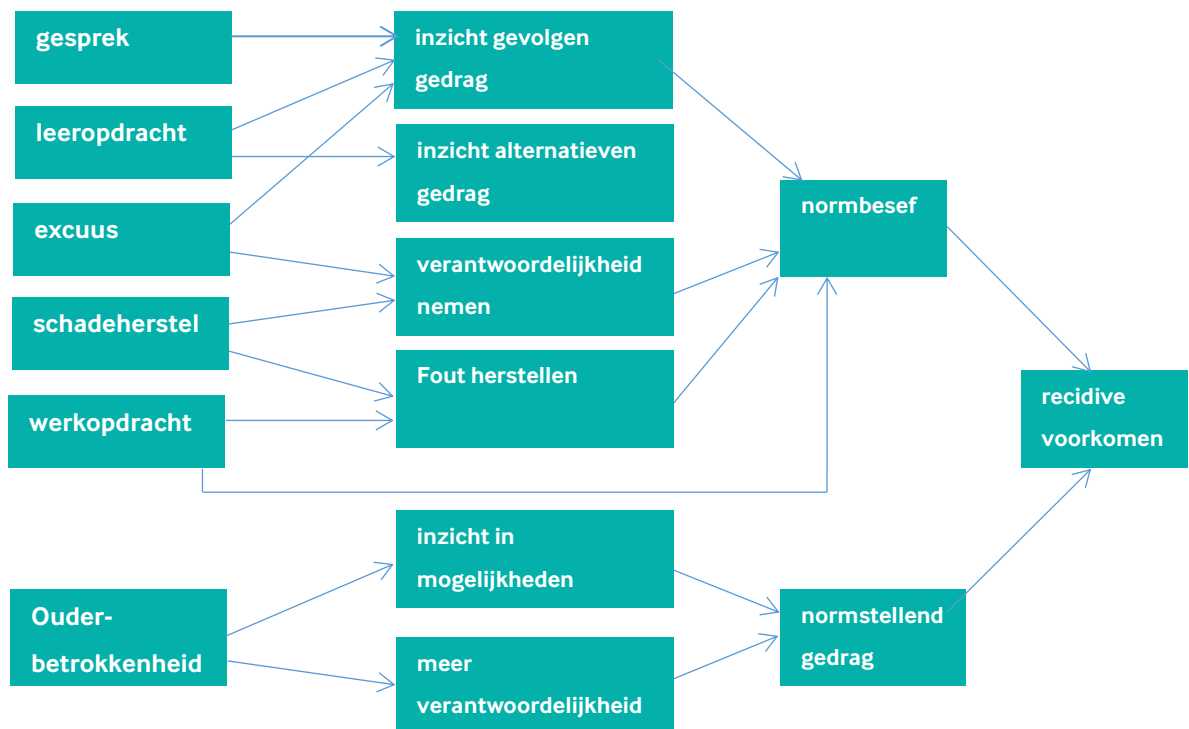 gesprek
leeropdracht
excuus
schadeherstel
werkopdracht
Ouder-
betrokkenheid
inzicht gevolgen
gedrag
inzicht alternatieven
gedrag
verantwoordelijkheid
nemen
Fout herstellen
inzicht in
mogelijkheden
meer
verantwoordelijkheid
normbesef
normstellend
gedrag
recidive
voorkomen